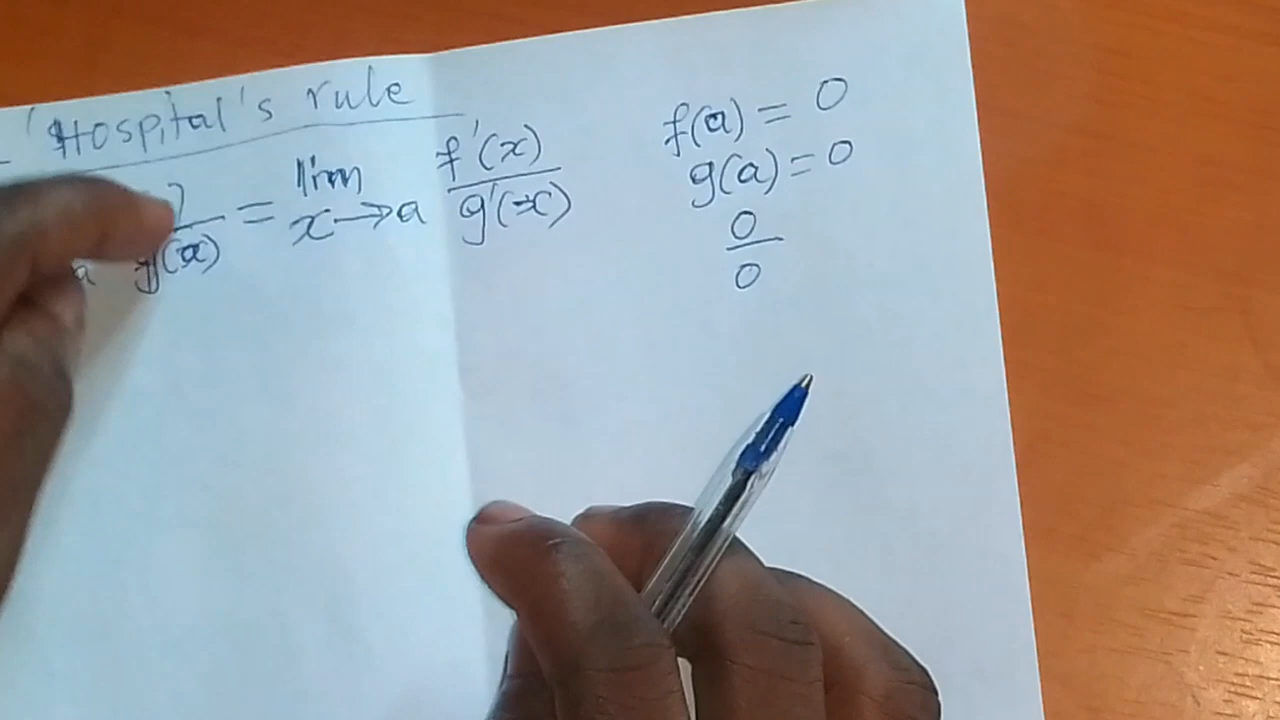 'Hospital's rule
g(x) = lim x→a f'(x)/g'(x)
f(a) = 0
g(a) = 0
0/0